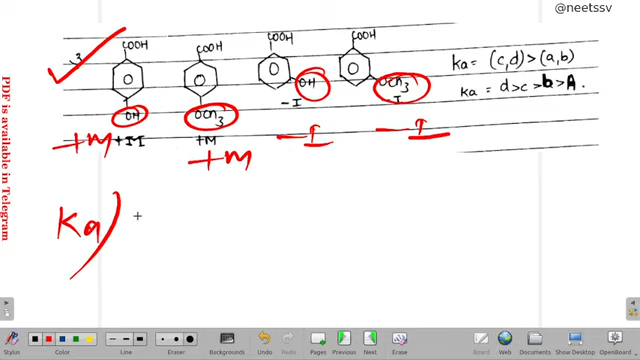 @neetssv
3
COOH COOH COOH COOH
Ka = (c, d) > (a, b)
OH OCH3
Ka = d > c > b > A.
-I -I
OH OCH3
+M +M
+M +M -I -I
Ka
PDF is available in Telegram
Color Line Eraser Backgrounds Undo Redo Pages Previous Next Erase Board Web Documents Show Desktop OpenBoard